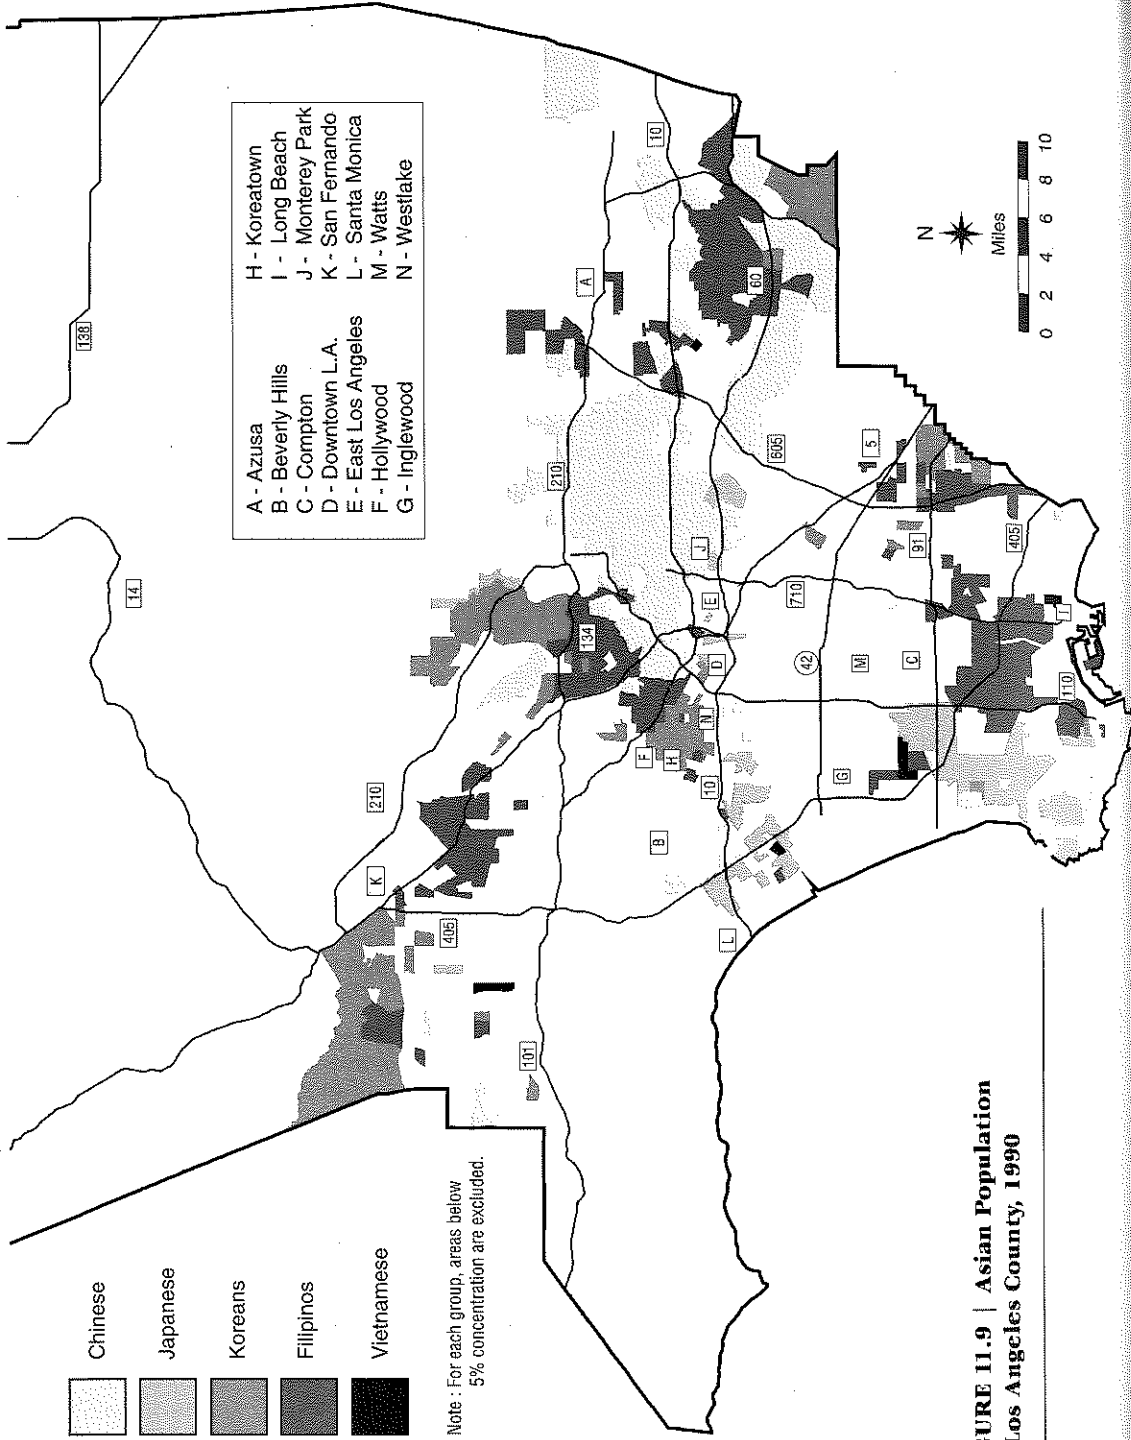 Chinese
Japanese
Koreans
Filipinos
Vietnamese
Note : For each group, areas below
5% concentration are excluded.
A - Azusa
B - Beverly Hills
C - Compton
D - Downtown L.A.
E - East Los Angeles
F - Hollywood
G - Inglewood
H - Koreatown
I - Long Beach
J - Monterey Park
K - San Fernando
L - Santa Monica
M - Watts
N - Westlake
138
14
210
K
405
101
210
134
210
A
10
F
H
N
10
B
L
D
E
J
60
605
710
42
M
C
G
5
91
405
I
110
N
Miles
0 2 4 6 8 10
URE 11.9 | Asian Population
Los Angeles County, 1990